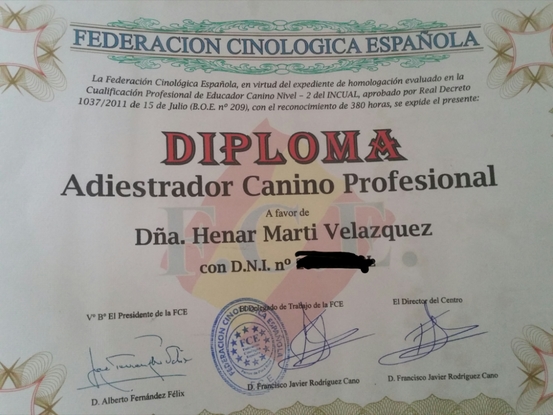 FEDERACION CINOLOGICA ESPAÑOLA
La Federación Cinológica Española, en virtud del expediente de homologación evaluado en la
Cualificación Profesional de Educador Canino Nivel – 2 del INCUAL, aprobado por Real Decreto
1037/2011 de 15 de Julio (B.O.E. nº 209), con el reconocimiento de 380 horas, se expide el presente:
DIPLOMA
Adiestrador Canino Profesional
A favor de
F.C.E.
Dña. Henar Marti Velazquez
con D.N.I. nº
Vº Bº El Presidente de la FCE
El Delegado de Trabajo de la FCE
El Director del Centro
FEDERACION CINOLOGICA ESPAÑOLA
FCE
D. Alberto Fernández Félix
D. Francisco Javier Rodriguez Cano
D. Francisco Javier Rodriguez Cano